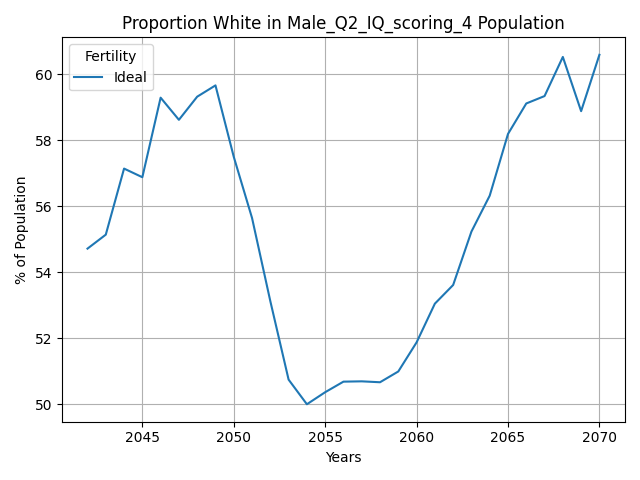 Proportion White in Male_Q2_IQ_scoring_4 Population
Fertility
Ideal
% of Population
60
58
56
54
52
50
2045 2050 2055 2060 2065 2070
Years